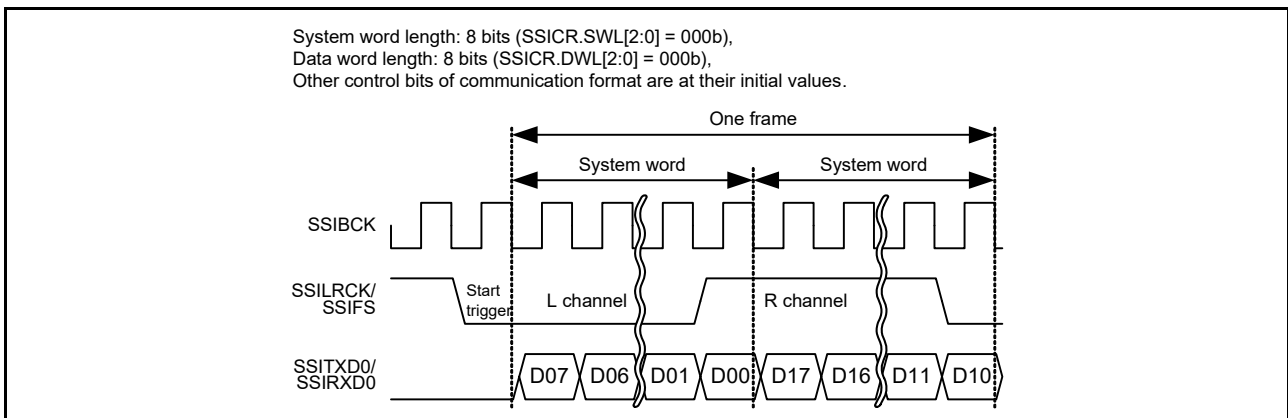 System word length: 8 bits (SSICR.SWL[2:0] = 000b),
Data word length: 8 bits (SSICR.DWL[2:0] = 000b),
Other control bits of communication format are at their initial values.
One frame
System word System word
SSIBCK
SSILRCK/
SSIFS
Start
trigger
L channel R channel
SSITXD0/
SSIRXD0
D07 D06 D01 D00 D17 D16 D11 D10